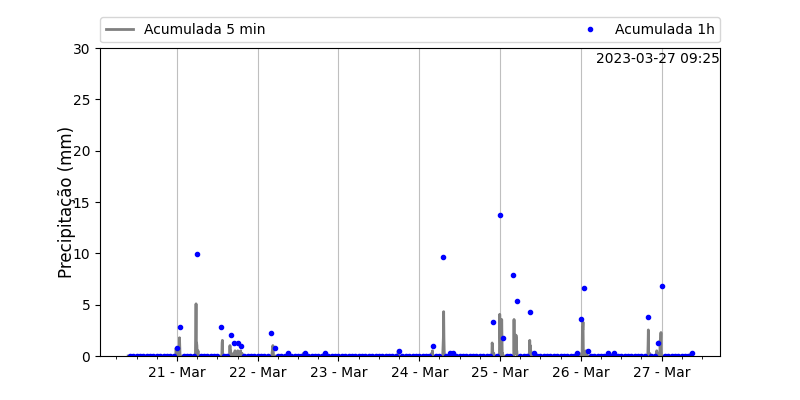 Acumulada 5 min
Acumulada 1h
2023-03-27 09:25
Precipitação (mm)
30
25
20
15
10
5
0
21 - Mar
22 - Mar
23 - Mar
24 - Mar
25 - Mar
26 - Mar
27 - Mar